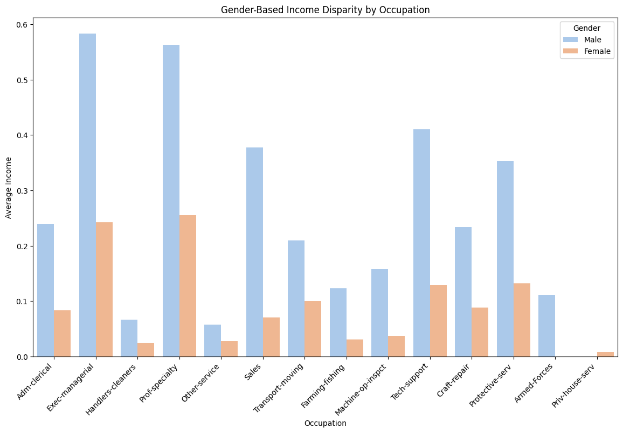 Gender-Based Income Disparity by Occupation
Gender
Male
Female
Average Income
0.6
0.5
0.4
0.3
0.2
0.1
0.0
Adm-clerical
Exec-managerial
Handlers-cleaners
Prof-specialty
Other-service
Sales
Transport-moving
Farming-fishing
Machine-op-inspct
Tech-support
Craft-repair
Protective-serv
Armed-Forces
Priv-house-serv
Occupation